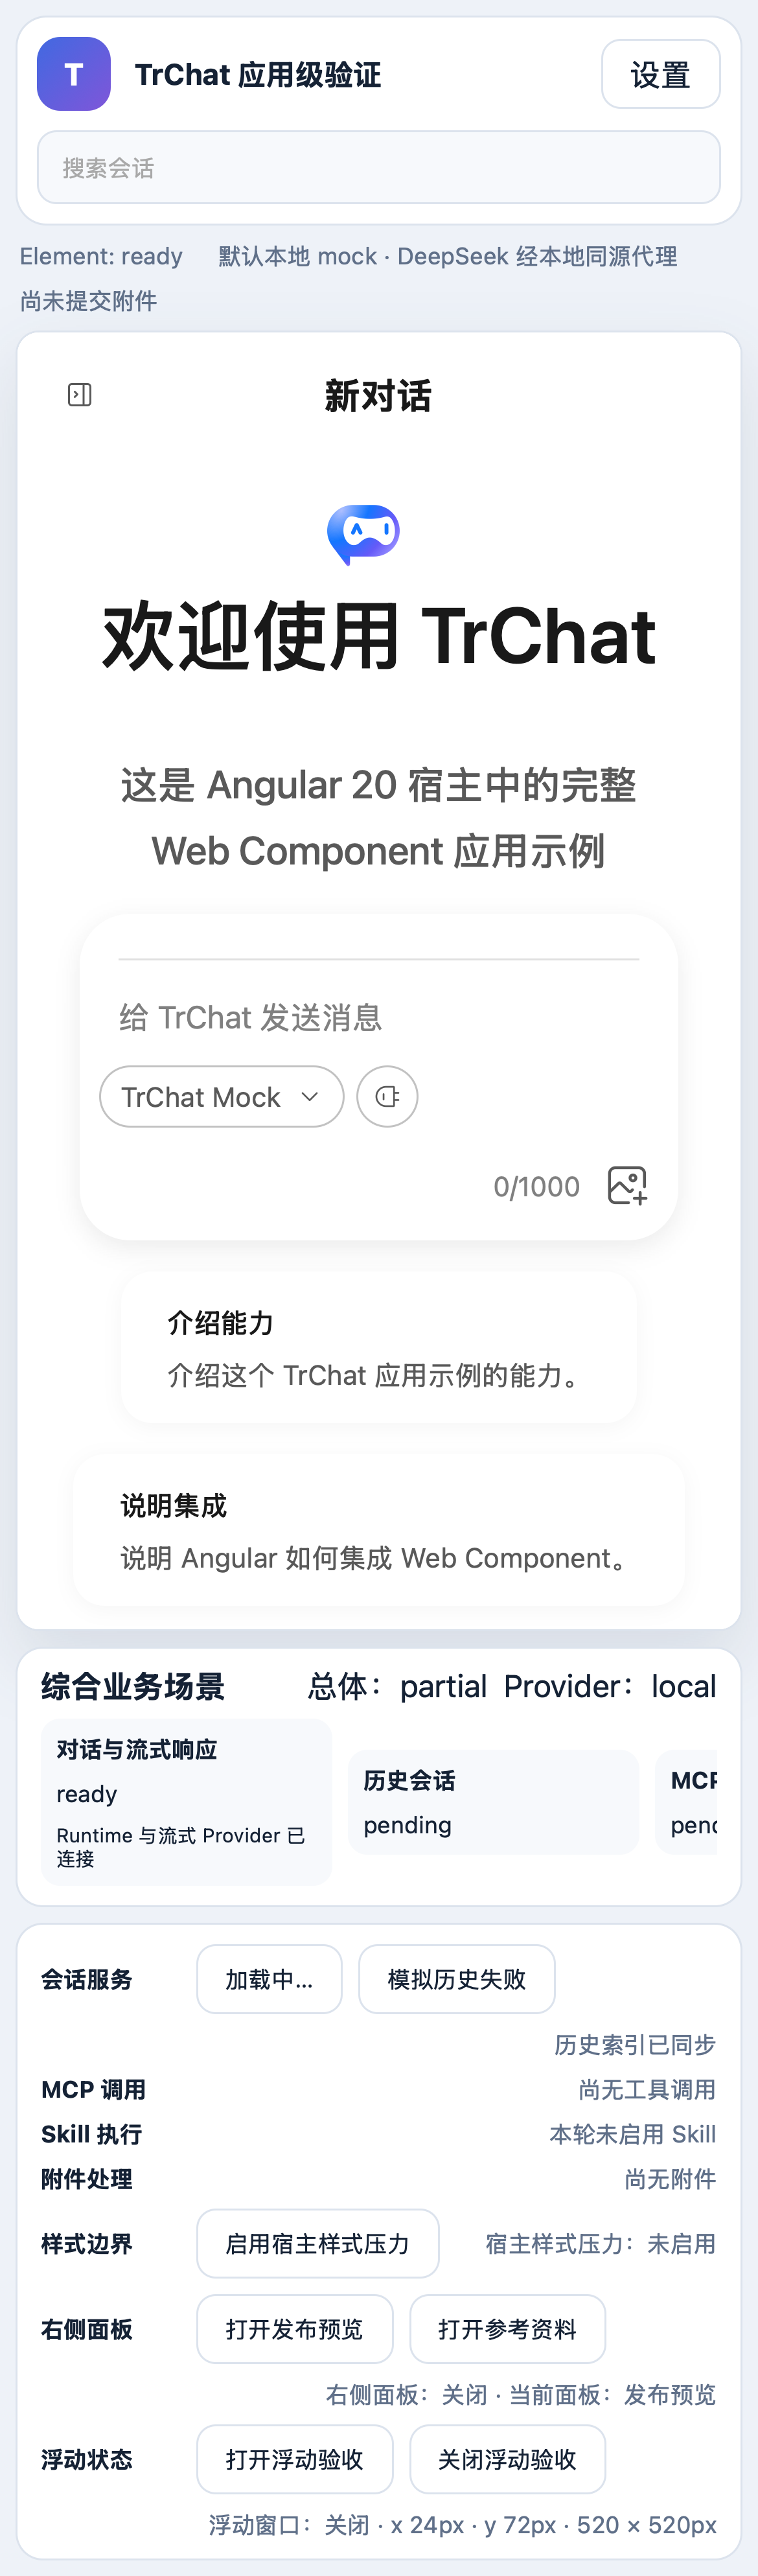 T
TrChat 应用级验证
设置
搜索会话
Element: ready
默认本地 mock · DeepSeek 经本地同源代理
尚未提交附件
新对话
欢迎使用 TrChat
这是 Angular 20 宿主中的完整
Web Component 应用示例
给 TrChat 发送消息
TrChat Mock
0/1000
介绍能力
介绍这个 TrChat 应用示例的能力。
说明集成
说明 Angular 如何集成 Web Component。
综合业务场景
总体：partial Provider：local
对话与流式响应
ready
Runtime 与流式 Provider 已
连接
历史会话
pending
MCP
pend
会话服务
加载中...
模拟历史失败
历史索引已同步
MCP 调用
尚无工具调用
Skill 执行
本轮未启用 Skill
附件处理
尚无附件
样式边界
启用宿主样式压力
宿主样式压力：未启用
右侧面板
打开发布预览
打开参考资料
右侧面板：关闭 · 当前面板：发布预览
浮动状态
打开浮动验收
关闭浮动验收
浮动窗口：关闭 · x 24px · y 72px · 520 × 520px